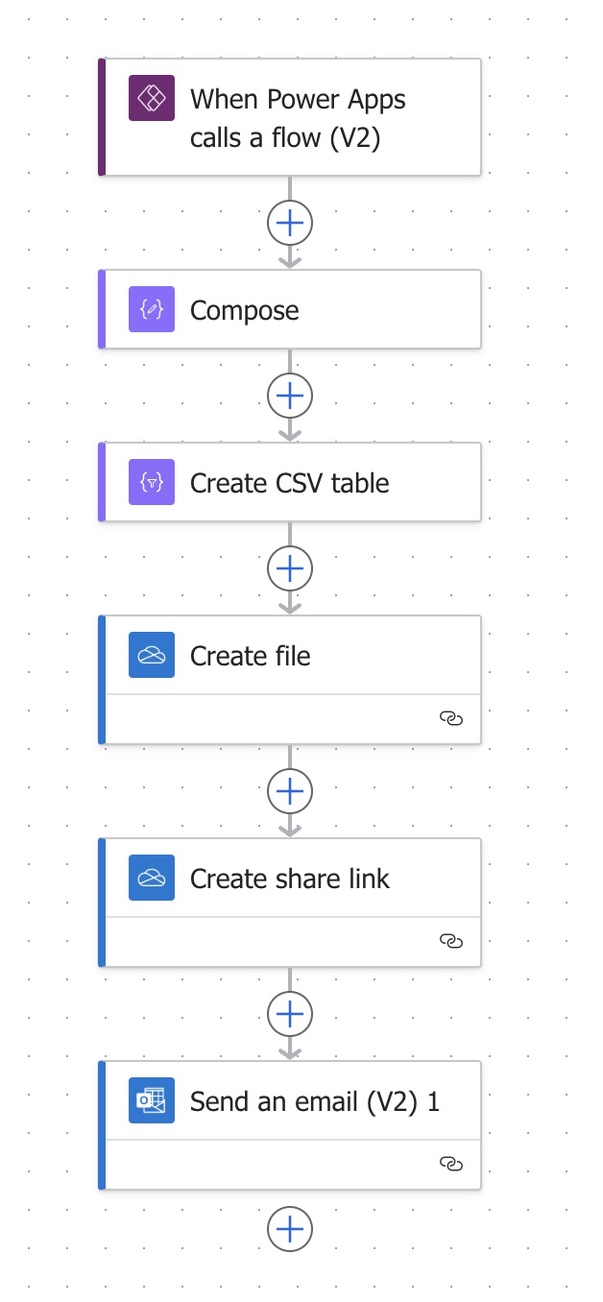 When Power Apps
calls a flow (V2)
Compose
Create CSV table
Create file
Create share link
Send an email (V2) 1